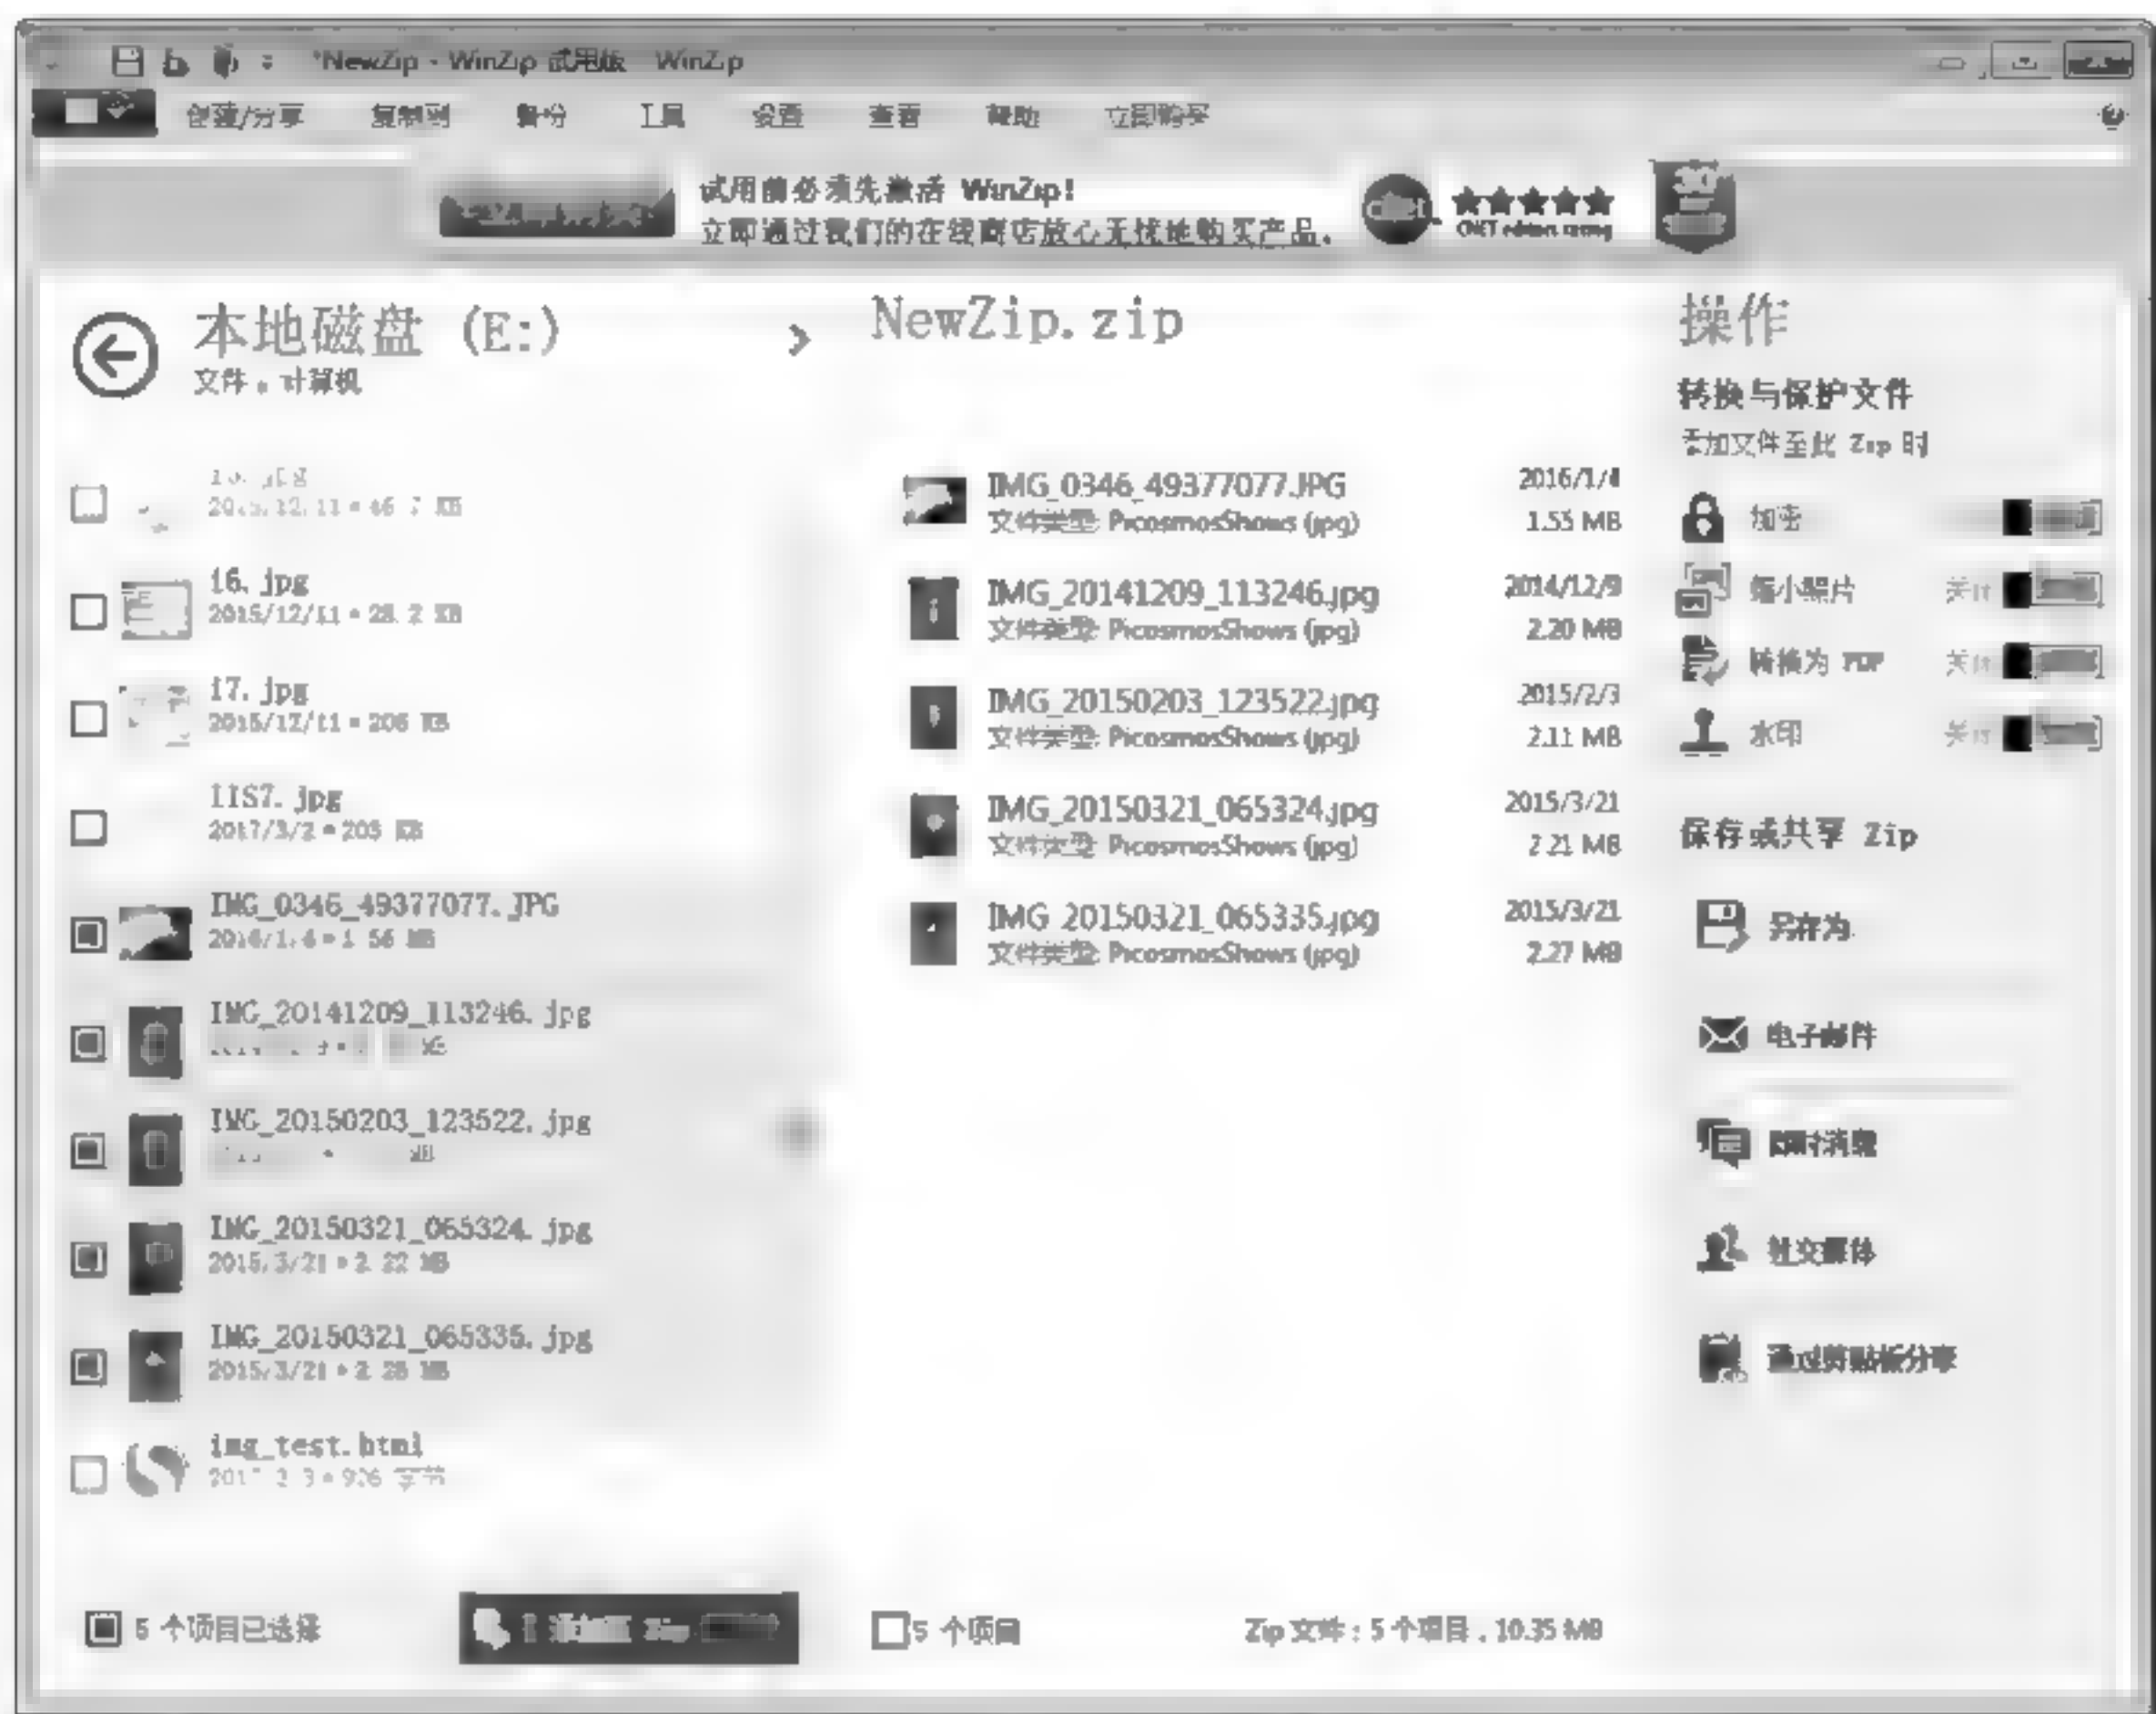 *NewZip - WinZip 试用版 WinZip
创建/分享 复制到 备份 工具 设置 查看 帮助 立即购买
试用前必须先激活 WinZip!
立即通过我们的在线商店放心无忧地购买产品。
CNET editors rating
本地磁盘 (E:)
文件 计算机
16. jpg
2015/12/11 • 28.2 KB
17. jpg
2015/12/11 • 206 KB
IIS7. jpg
2017/3/2 • 203 KB
IMG_0346_49377077. JPG
2016/1/4 • 1.56 MB
IMG_20141209_113246. jpg
IMG_20150203_123522. jpg
IMG_20150321_065324. jpg
2015/3/21 • 2.22 MB
IMG_20150321_065335. jpg
2015/3/21 • 2.28 MB
img_test.html
926 字节
5 个项目已选择
Zip
NewZip.zip
IMG_0346_49377077.JPG 2016/1/4
文件类型: PicosmosShows (jpg) 1.55 MB
IMG_20141209_113246.jpg 2014/12/9
文件类型: PicosmosShows (jpg) 2.20 MB
IMG_20150203_123522.jpg 2015/2/3
文件类型: PicosmosShows (jpg) 2.11 MB
IMG_20150321_065324.jpg 2015/3/21
文件类型: PicosmosShows (jpg) 2.21 MB
IMG_20150321_065335.jpg 2015/3/21
文件类型: PicosmosShows (jpg) 2.27 MB
5 个项目
Zip 文件: 5 个项目, 10.35 MB
操作
转换与保护文件
添加文件至此 Zip 时
加密
缩小照片
转换为 PDF
水印
保存或共享 Zip
另存为
电子邮件
即时消息
社交媒体
通过剪贴板分享